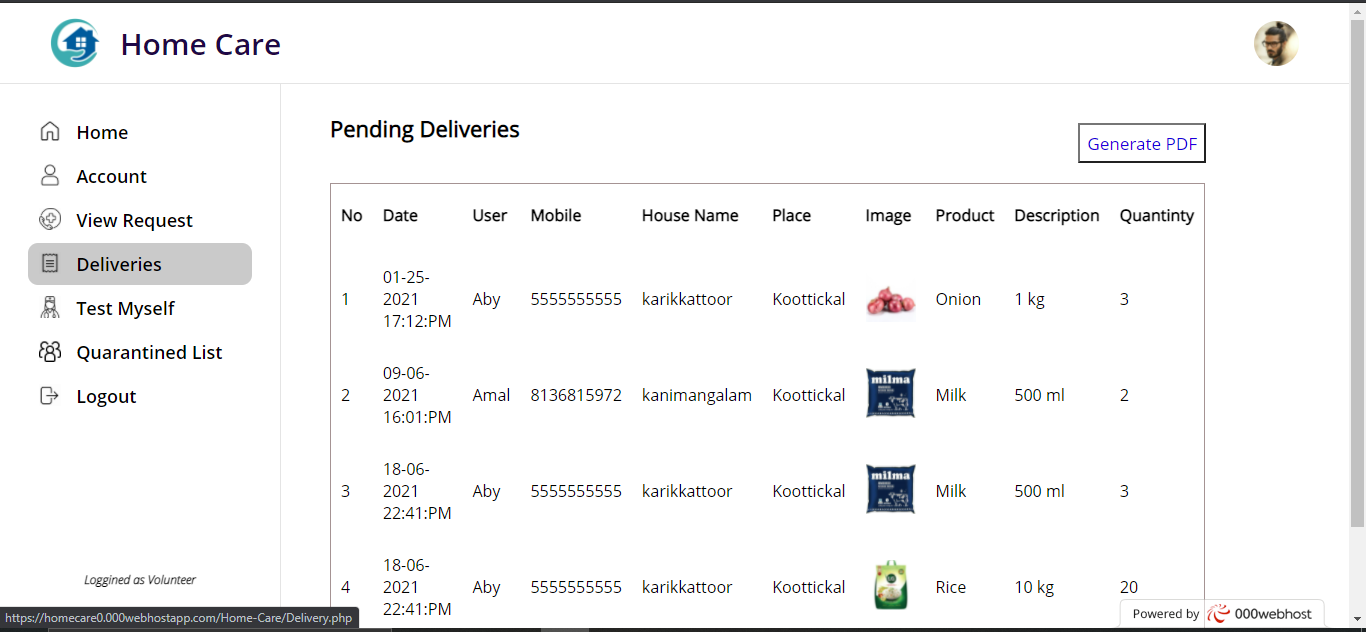 Home Care
Home
Account
View Request
Deliveries
Test Myself
Quarantined List
Logout
Loggined as Volunteer
Pending Deliveries
Generate PDF
No Date User Mobile House Name Place Image Product Description Quantinty
1 01-25-
2021
17:12:PM Aby 5555555555 karikkattoor Koottickal Onion 1 kg 3
2 09-06-
2021
16:01:PM Amal 8136815972 kanimangalam Koottickal milma Milk 500 ml 2
3 18-06-
2021
22:41:PM Aby 5555555555 karikkattoor Koottickal milma Milk 500 ml 3
4 18-06-
2021
22:41:PM Aby 5555555555 karikkattoor Koottickal Rice 10 kg 20
https://homecare0.000webhostapp.com/Home-Care/Delivery.php
Powered by 000webhost